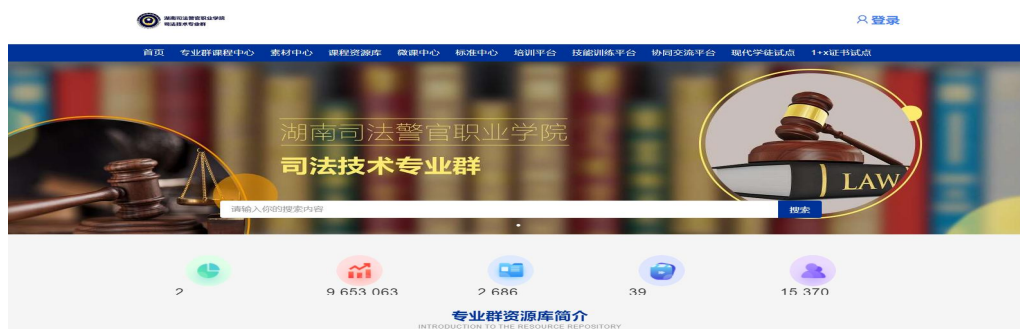 湖南司法警官职业学院
司法技术专业群
登录
首页 专业群课程中心 素材中心 课程资源库 微课中心 标准中心 培训平台 技能训练平台 协同交流平台 现代学徒试点 1+x证书试点
湖南司法警官职业学院
司法技术专业群
LAW
请输入你的搜索内容 搜索
2 9 653 063 2 686 39 15 370
专业群资源库简介
INTRODUCTION TO THE RESOURCE REPOSITORY